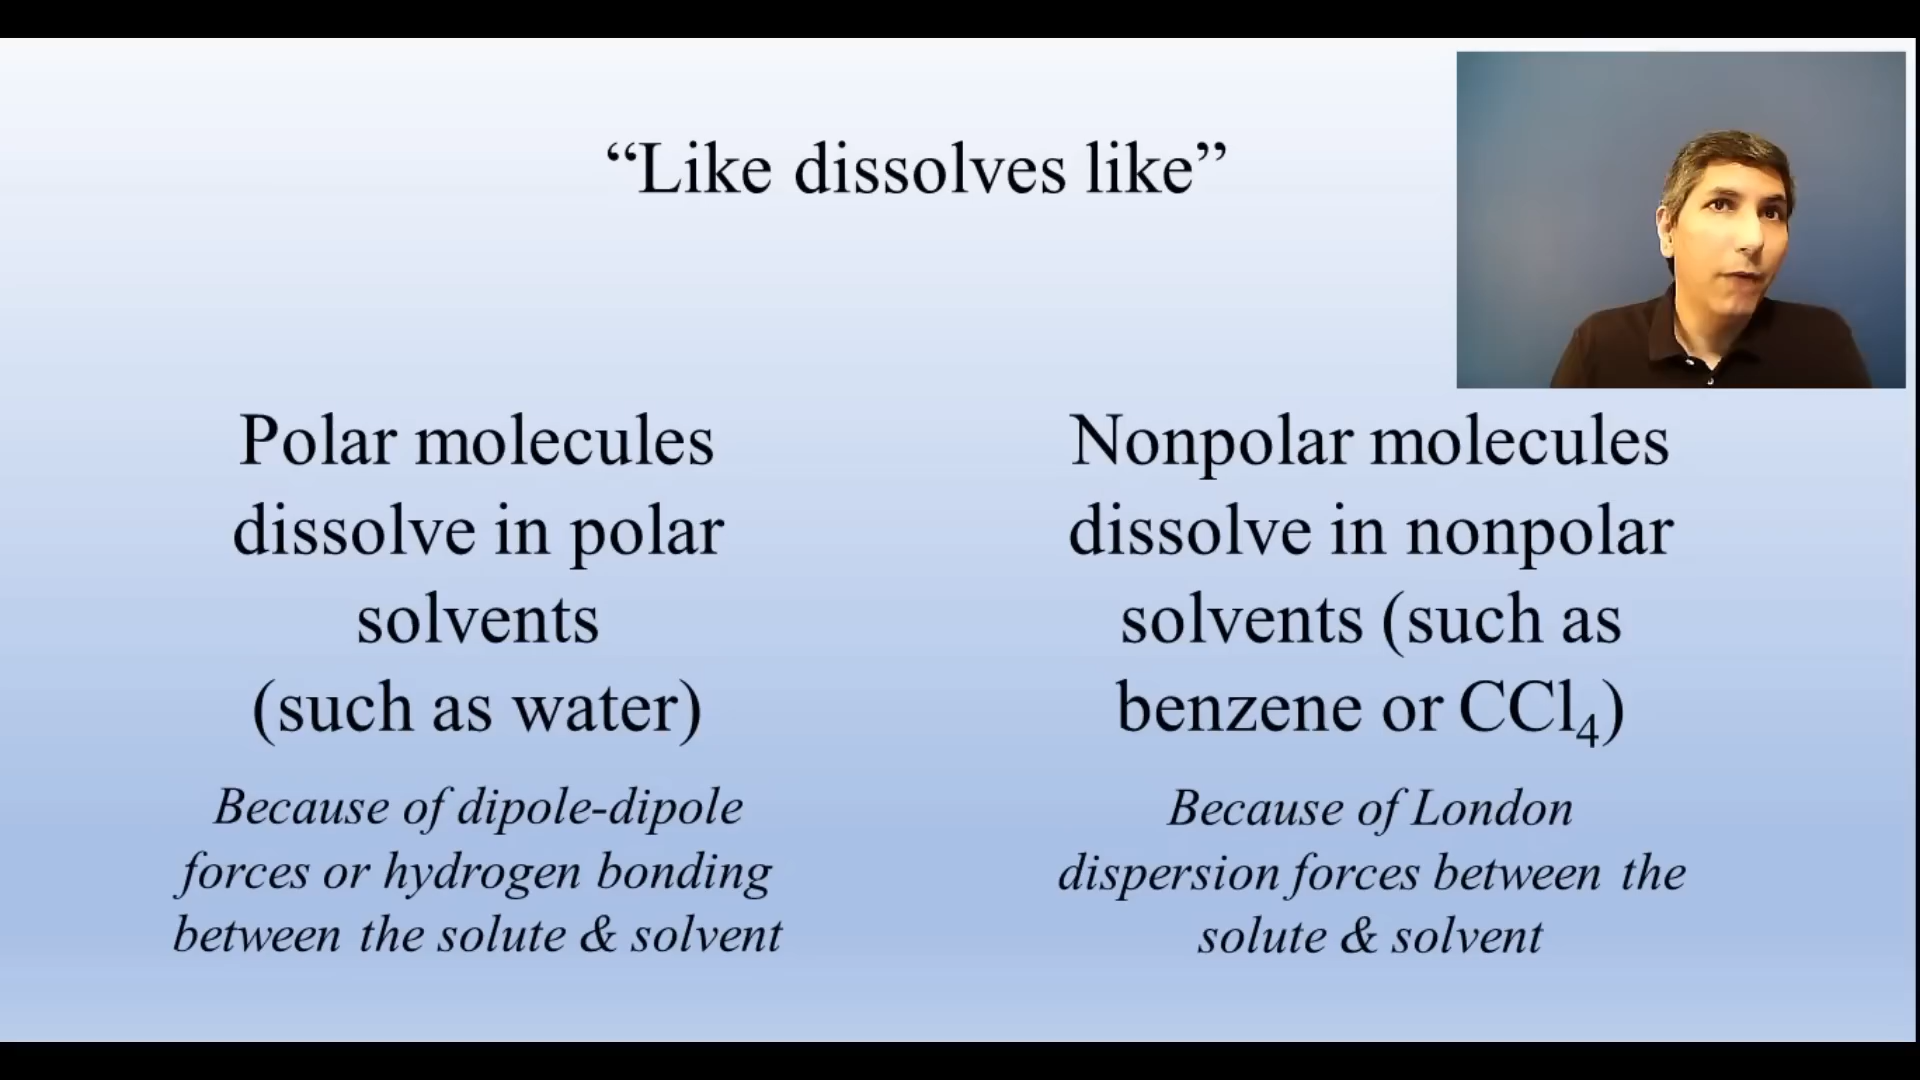 “Like dissolves like”
Polar molecules
dissolve in polar
solvents
(such as water)
Because of dipole-dipole
forces or hydrogen bonding
between the solute & solvent
Nonpolar molecules
dissolve in nonpolar
solvents (such as
benzene or CCl₄)
Because of London
dispersion forces between the
solute & solvent